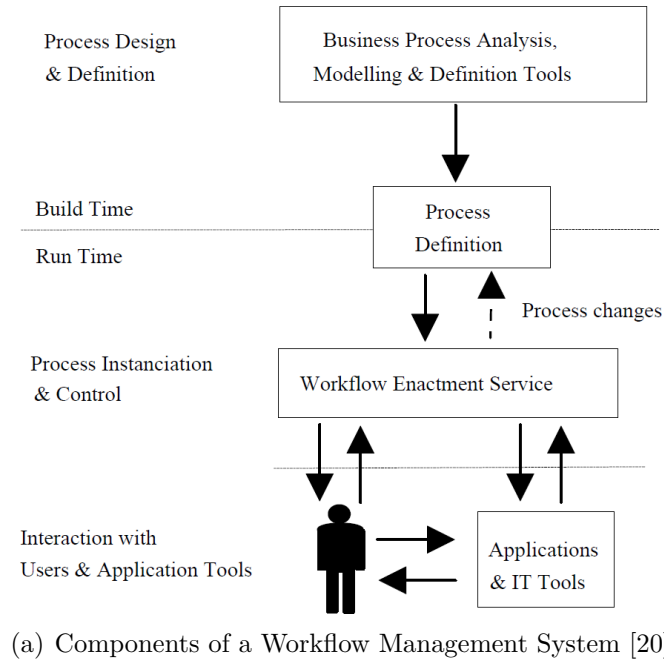 Process Design
& Definition
Business Process Analysis,
Modelling & Definition Tools
Build Time
Process
Definition
Run Time
Process changes
Process Instanciation
& Control
Workflow Enactment Service
Interaction with
Users & Application Tools
Applications
& IT Tools
(a) Components of a Workflow Management System [20]